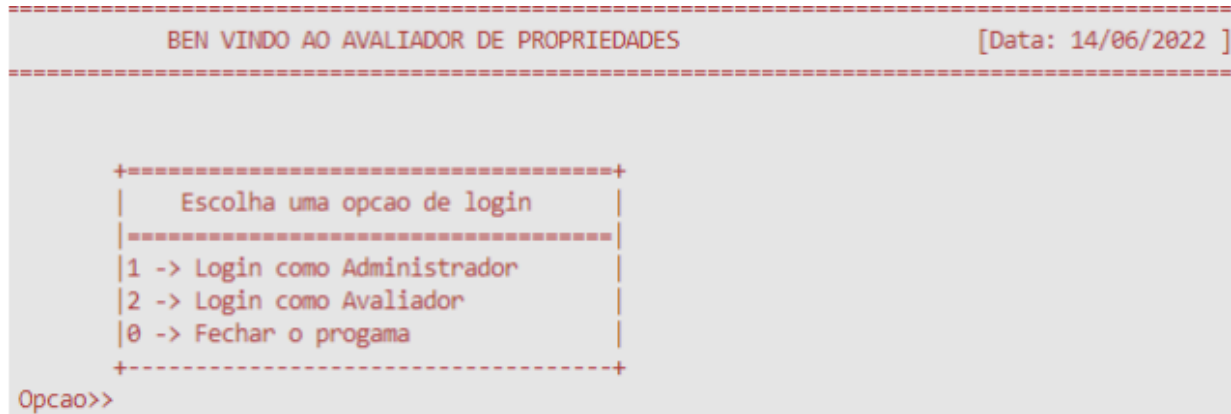 BEN VINDO AO AVALIADOR DE PROPRIEDADES [Data: 14/06/2022 ]
Escolha uma opcao de login
1 -> Login como Administrador
2 -> Login como Avaliador
0 -> Fechar o progama
Opcao>>